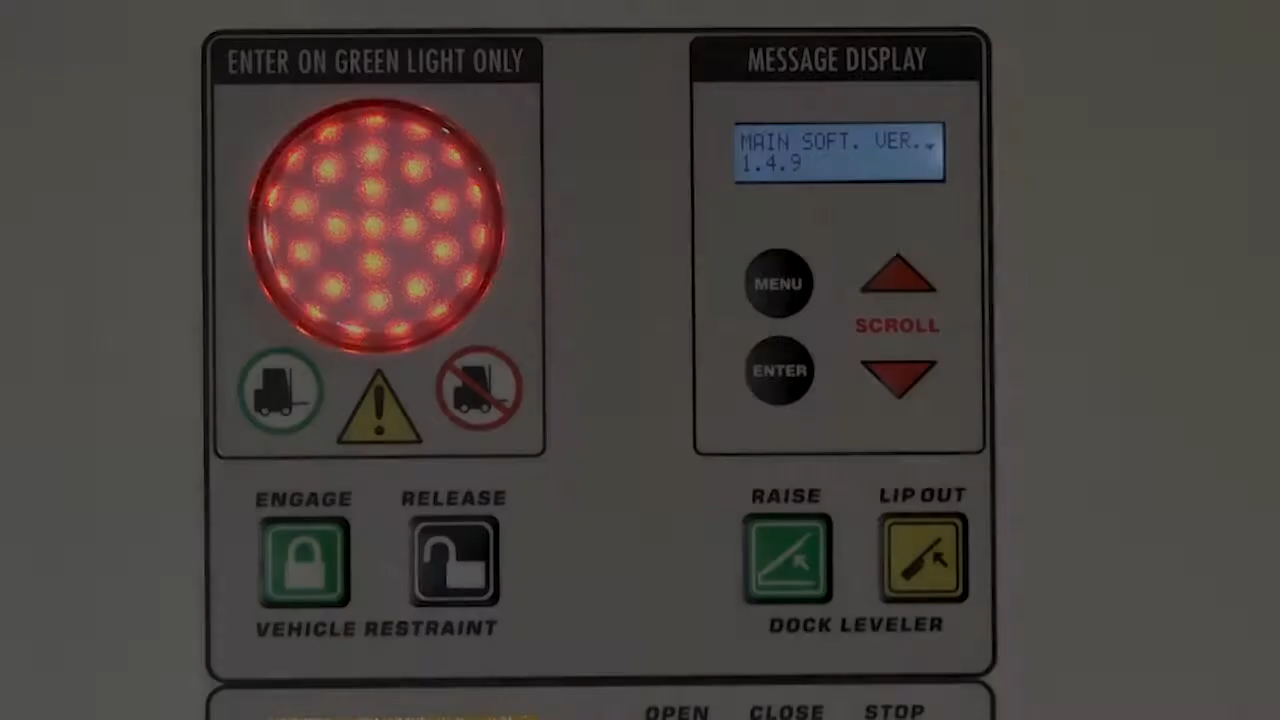 ENTER ON GREEN LIGHT ONLY
MESSAGE DISPLAY
MAIN SOFT. VER.
1.4.9
MENU
SCROLL
ENTER
ENGAGE
RELEASE
RAISE
LIP OUT
VEHICLE RESTRAINT
DOCK LEVELER
OPEN
CLOSE
STOP